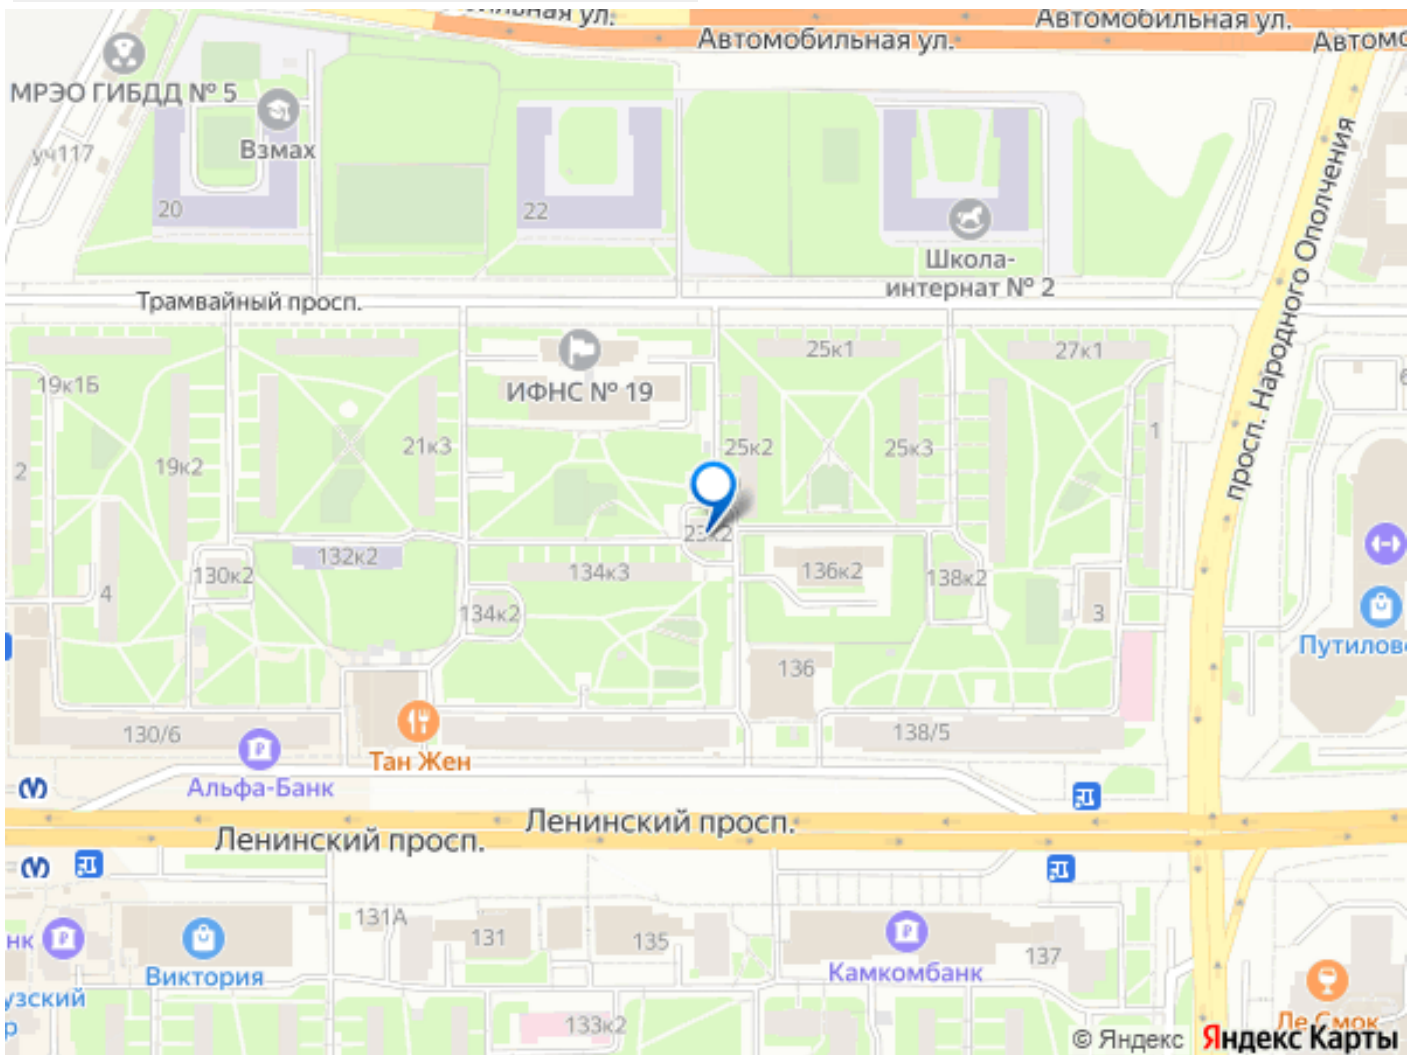 Автомобильная ул.
Автомобильная ул.
МРЭО ГИБДД № 5
Взмах
уч117
20
22
Школа-
интернат № 2
просп. Народного Ополчения
Трамвайный просп.
25к1
27к1
19к1Б
ИФНС № 19
2
19к2
21к3
25к2
25к3
1
23к2
132к2
130к2
134к3
136к2
138к2
4
134к2
3
136
130/6
138/5
Тан Жен
Альфа-Банк
Ленинский просп.
Ленинский просп.
131А
131
135
137
Виктория
Камкомбанк
133к2
Ле Смок
© Яндекс Яндекс Карты